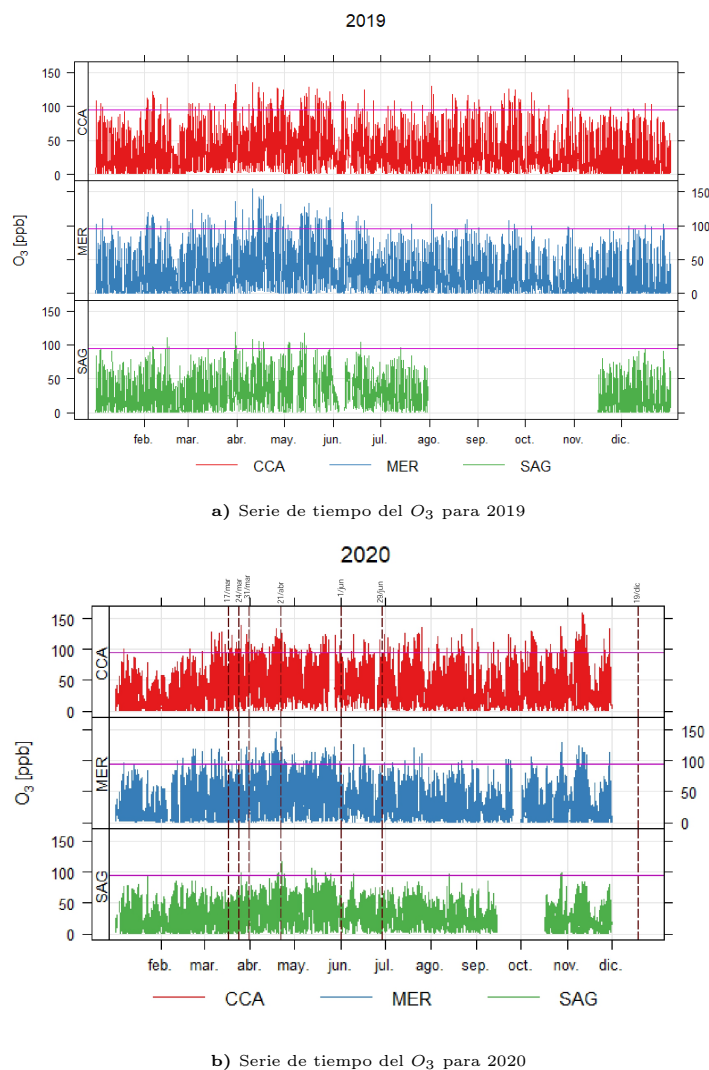 2019
150
100
50
0
CCA
150
100
50
0
MER
O₃ [ppb]
150
100
50
0
SAG
feb. mar. abr. may. jun. jul. ago. sep. oct. nov. dic.
CCA MER SAG
a) Serie de tiempo del O₃ para 2019
2020
17/mar 24/mar 31/mar 21/abr 1/jun 29/jun 19/dic
150
100
50
0
CCA
150
100
50
0
MER
O₃ [ppb]
150
100
50
0
SAG
feb. mar. abr. may. jun. jul. ago. sep. oct. nov. dic.
CCA MER SAG
b) Serie de tiempo del O₃ para 2020